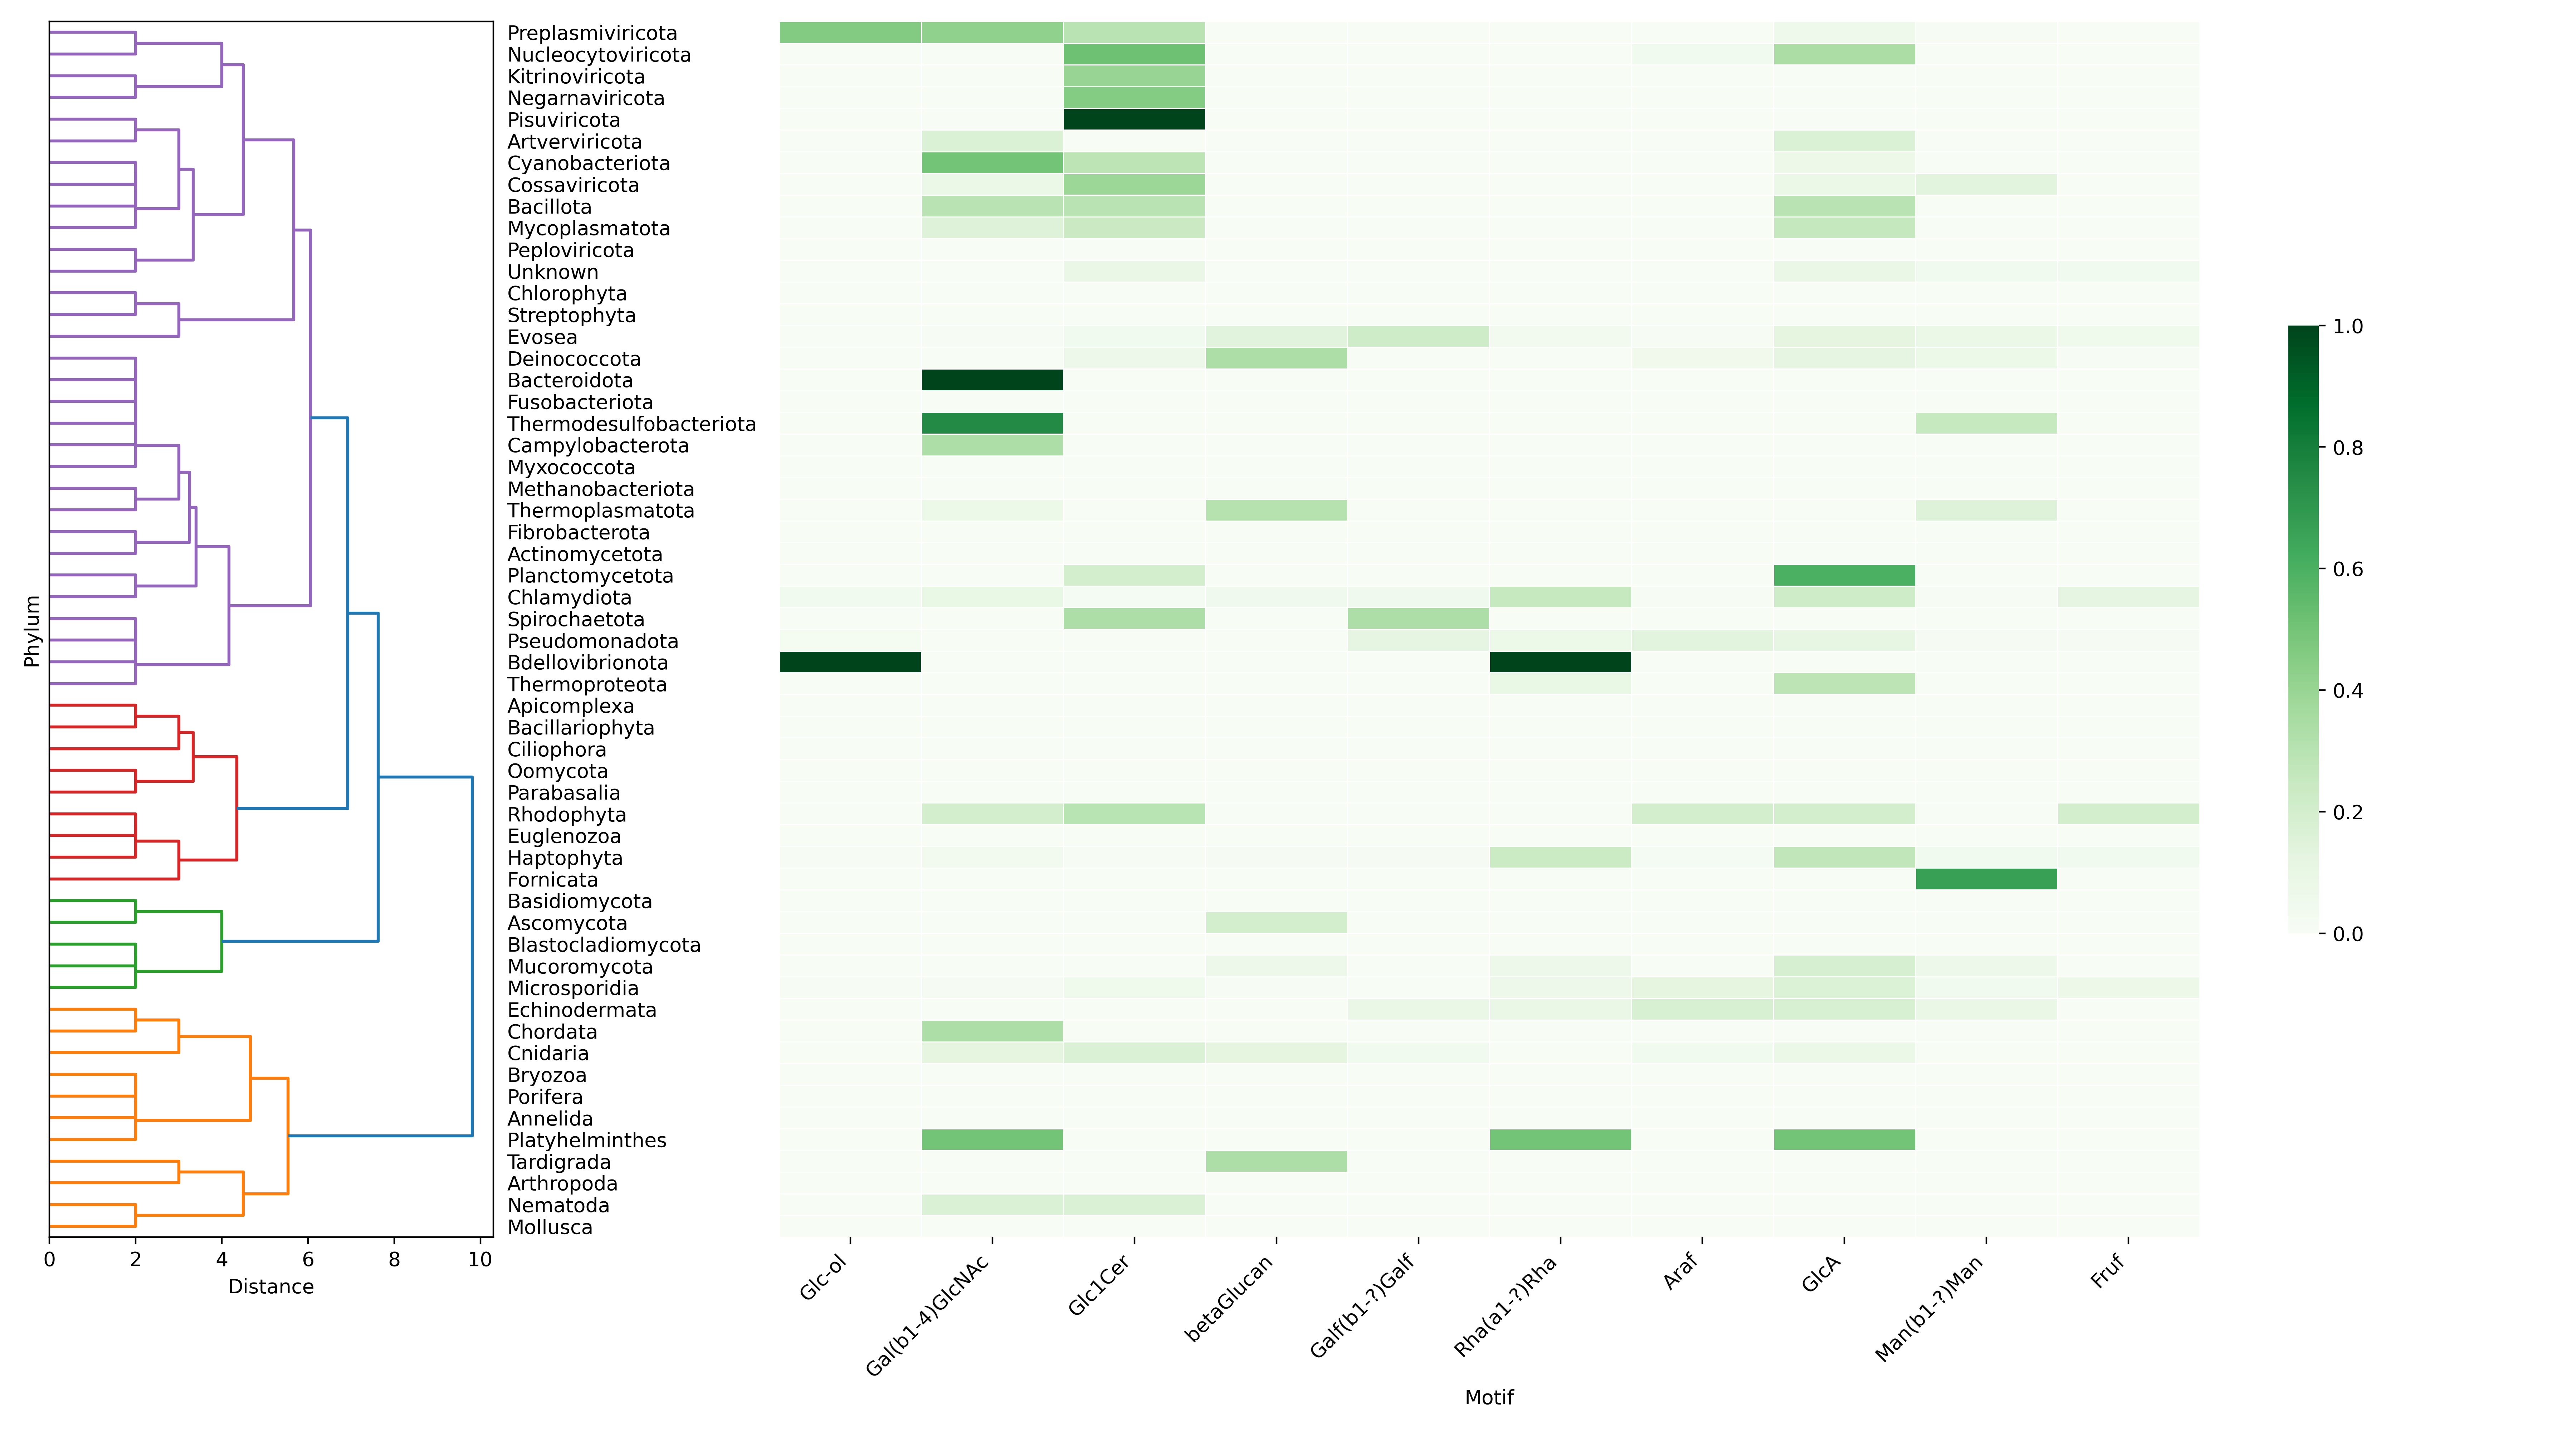 Preplasmiviricota
Nucleocytoviricota
Kitrinoviricota
Negarnaviricota
Pisuviricota
Artverviricota
Cyanobacteriota
Cossaviricota
Bacillota
Mycoplasmatota
Peploviricota
Unknown
Chlorophyta
Streptophyta
Evosea
Deinococcota
Bacteroidota
Fusobacteriota
Thermodesulfobacteriota
Campylobacterota
Myxococcota
Methanobacteriota
Thermoplasmatota
Fibrobacterota
Actinomycetota
Planctomycetota
Chlamydiota
Spirochaetota
Pseudomonadota
Bdellovibrionota
Thermoproteota
Apicomplexa
Bacillariophyta
Ciliophora
Oomycota
Parabasalia
Rhodophyta
Euglenozoa
Haptophyta
Fornicata
Basidiomycota
Ascomycota
Blastocladiomycota
Mucoromycota
Microsporidia
Echinodermata
Chordata
Cnidaria
Bryozoa
Porifera
Annelida
Platyhelminthes
Tardigrada
Arthropoda
Nematoda
Mollusca
Phylum
0 2 4 6 8 10
Distance
Glc-ol
Gal(b1-4)GlcNAc
Glc1Cer
betaGlucan
Galf(b1-?)Galf
Rha(a1-?)Rha
Araf
GlcA
Man(b1-?)Man
Fruf
Motif
1.0
0.8
0.6
0.4
0.2
0.0